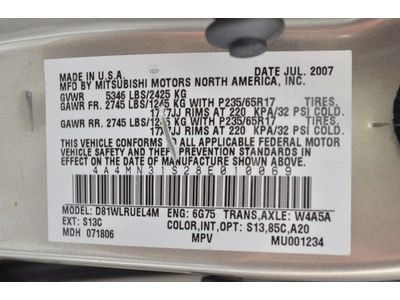 MADE IN U.S.A. DATE JUL. 2007
MFD BY MITSUBISHI MOTORS NORTH AMERICA, INC.
GVWR 5346 LBS/2425 KG
GAWR FR. 2745 LBS/1245 KG WITH P235/65R17 TIRES,
17X7JJ RIMS AT 220 KPA/32 PSI COLD.
GAWR RR. 2745 LBS/1245 KG WITH P235/65R17 TIRES,
17X7JJ RIMS AT 220 KPA/32 PSI COLD.
THIS VEHICLE CONFORMS TO ALL APPLICABLE FEDERAL MOTOR
VEHICLE SAFETY AND THEFT PREVENTION STANDARDS IN
EFFECT ON THE DATE OF MANUFACTURE SHOWN ABOVE.
4A4MN31S28E010069
MODEL: D81WLRUEL4M ENG: 6G75 TRANS,AXLE: W4A5A
EXT: S13C COLOR,INT,OPT: S13,85C,A20
MDH 071806 MPV MU001234